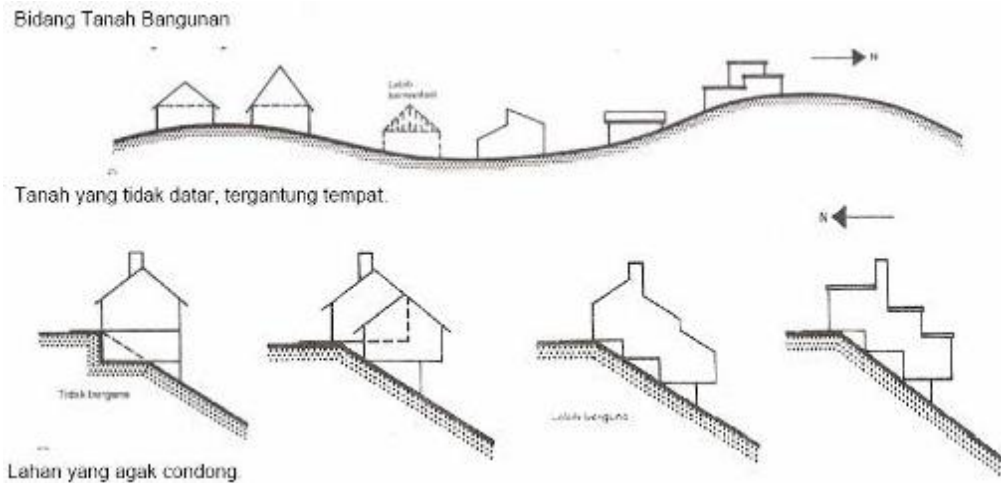 Bidang Tanah Bangunan
Lebih
bermanfaat
N
Tanah yang tidak datar, tergantung tempat.
N
Tidak berguna
Lebih berguna
Lahan yang agak condong.